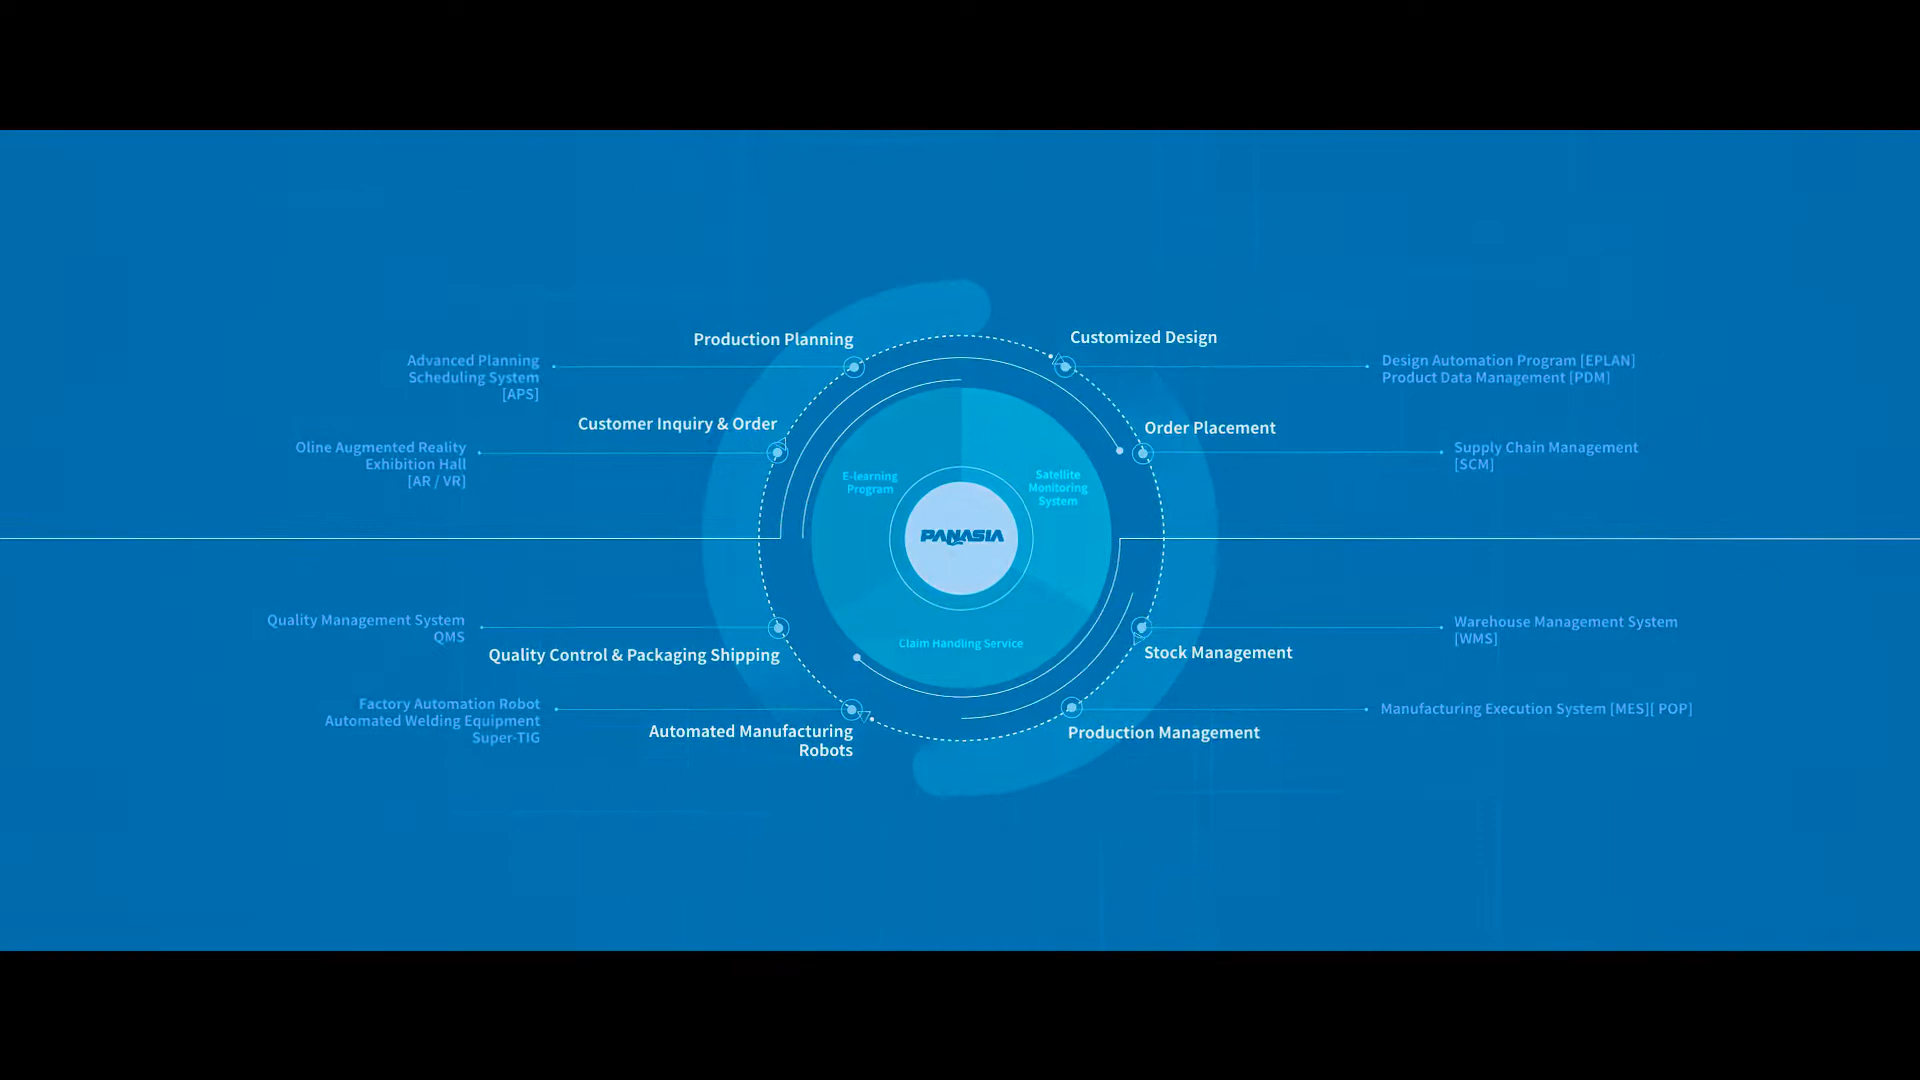 Production Planning
Customized Design
Advanced Planning
Scheduling System
[APS]
Design Automation Program [EPLAN]
Product Data Management [PDM]
Customer Inquiry & Order
Order Placement
Oline Augmented Reality
Exhibition Hall
[AR / VR]
Supply Chain Management
[SCM]
E-learning
Program
Satellite
Monitoring
System
PANASIA
Claim Handling Service
Quality Management System
QMS
Quality Control & Packaging Shipping
Warehouse Management System
[WMS]
Stock Management
Factory Automation Robot
Automated Welding Equipment
Super-TIG
Automated Manufacturing
Robots
Production Management
Manufacturing Execution System [MES][ POP]